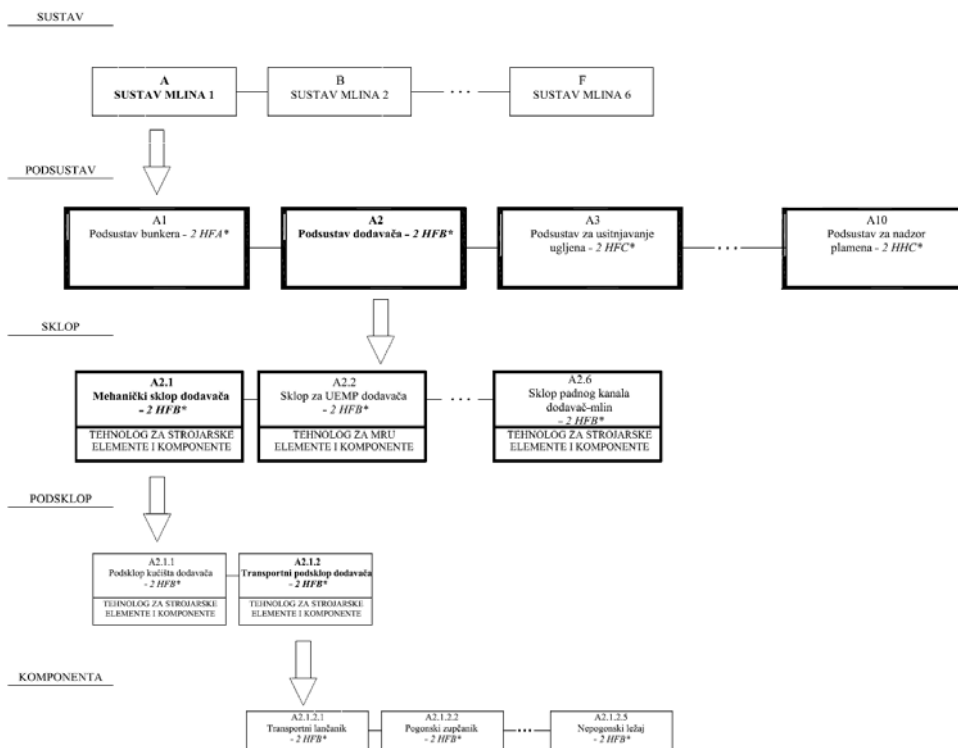 SUSTAV
A
SUSTAV MLINA 1
B
SUSTAV MLINA 2
...
F
SUSTAV MLINA 6
PODSUSTAV
A1
Podsustav bunkera - 2 HFA*
A2
Podsustav dodavača - 2 HFB*
A3
Podsustav za usitnjavanje
ugljena - 2 HFC*
...
A10
Podsustav za nadzor
plamena - 2 HHC*
SKLOP
A2.1
Mehanički sklop dodavača
- 2 HFB*
TEHNOLOG ZA STROJARSKE
ELEMENTE I KOMPONENTE
A2.2
Sklop za UEMP dodavača
- 2 HFB*
TEHNOLOG ZA MRU
ELEMENTE I KOMPONENTE
...
A2.6
Sklop padnog kanala
dodavač-mlin
- 2 HFB*
TEHNOLOG ZA STROJARSKE
ELEMENTE I KOMPONENTE
PODSKLOP
A2.1.1
Podsklop kućišta dodavača
- 2 HFB*
TEHNOLOG ZA STROJARSKE
ELEMENTE I KOMPONENTE
A2.1.2
Transportni podsklop dodavača
- 2 HFB*
TEHNOLOG ZA STROJARSKE
ELEMENTE I KOMPONENTE
KOMPONENTA
A2.1.2.1
Transportni lančanik
- 2 HFB*
A2.1.2.2
Pogonski zupčanik
- 2 HFB*
...
A2.1.2.5
Nepogonski ležaj
- 2 HFB*